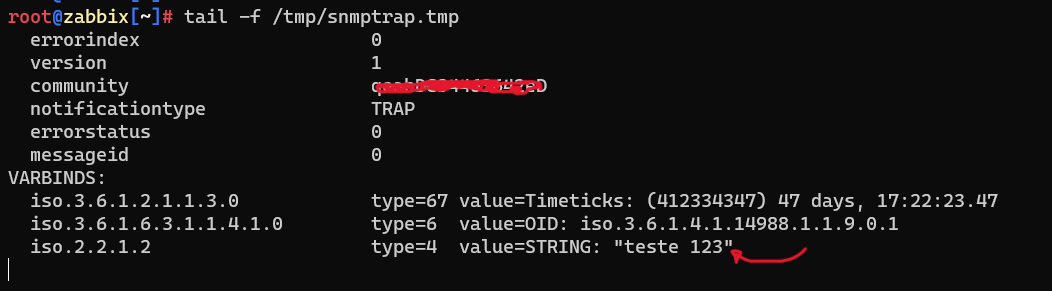 root@zabbix[~]# tail -f /tmp/snmptrap.tmp
errorindex 0
version 1
community
notificationtype TRAP
errorstatus 0
messageid 0
VARBINDS:
iso.3.6.1.2.1.1.3.0 type=67 value=Timeticks: (412334347) 47 days, 17:22:23.47
iso.3.6.1.6.3.1.1.4.1.0 type=6 value=OID: iso.3.6.1.4.1.14988.1.1.9.0.1
iso.2.2.1.2 type=4 value=STRING: "teste 123"